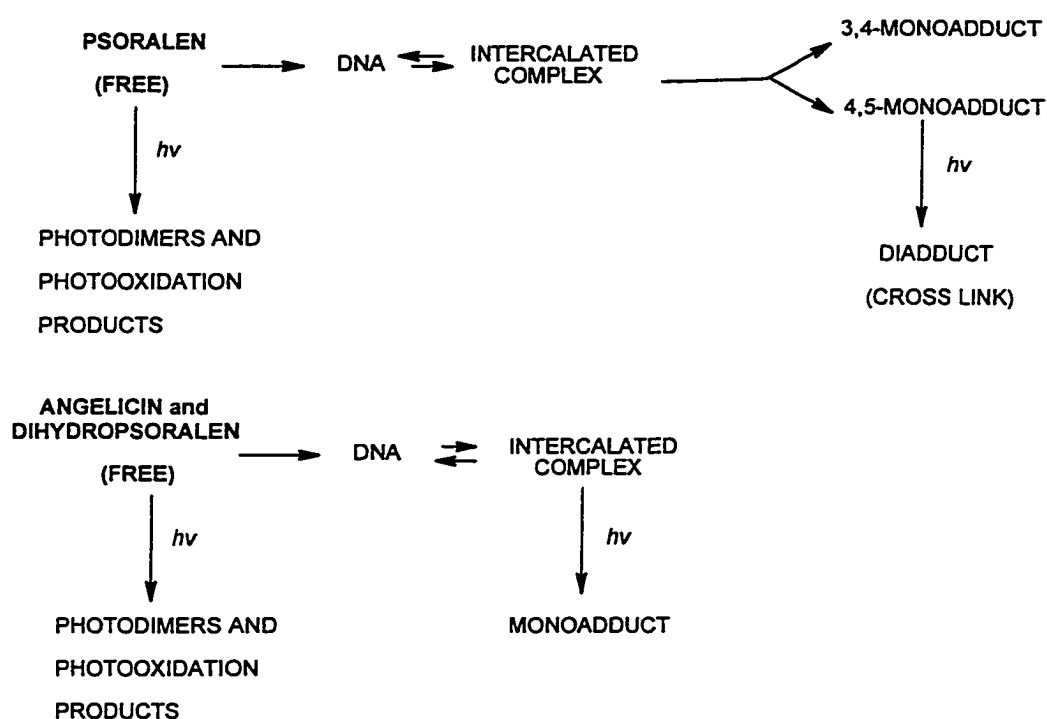 PSORALEN
(FREE)
DNA
INTERCALATED
COMPLEX
3,4-MONOADDUCT
4,5-MONOADDUCT
hv
hv
PHOTODIMERS AND
PHOTOOXIDATION
PRODUCTS
DIADDUCT
(CROSS LINK)
ANGELICIN and
DIHYDROPSORALEN
(FREE)
DNA
INTERCALATED
COMPLEX
hv
hv
PHOTODIMERS AND
PHOTOOXIDATION
PRODUCTS
MONOADDUCT